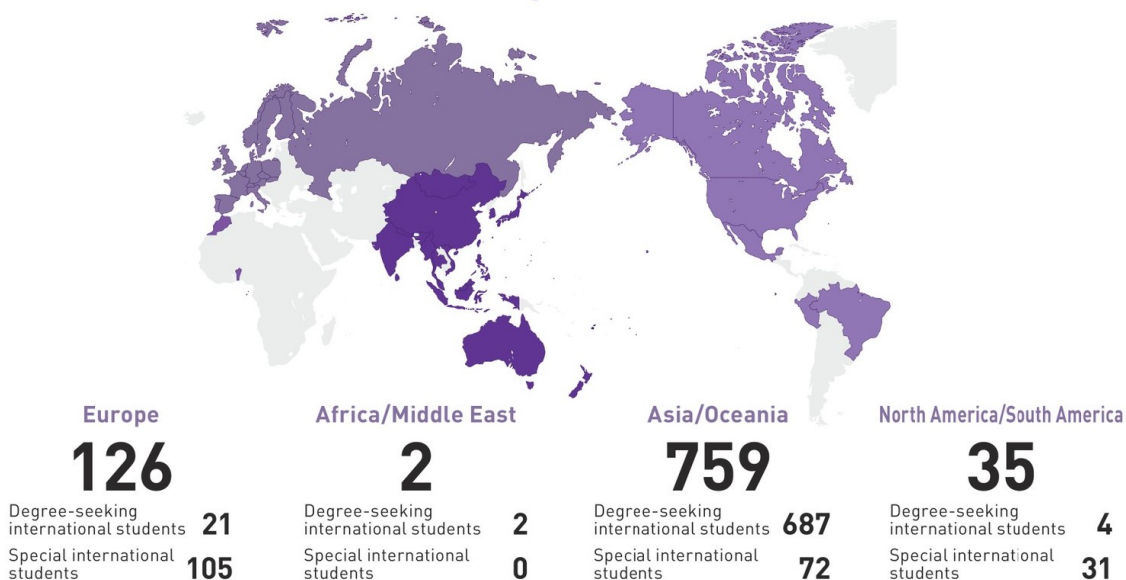 Europe
126
Degree-seeking
international students 21
Special international
students 105
Africa/Middle East
2
Degree-seeking
international students 2
Special international
students 0
Asia/Oceania
759
Degree-seeking
international students 687
Special international
students 72
North America/South America
35
Degree-seeking
international students 4
Special international
students 31